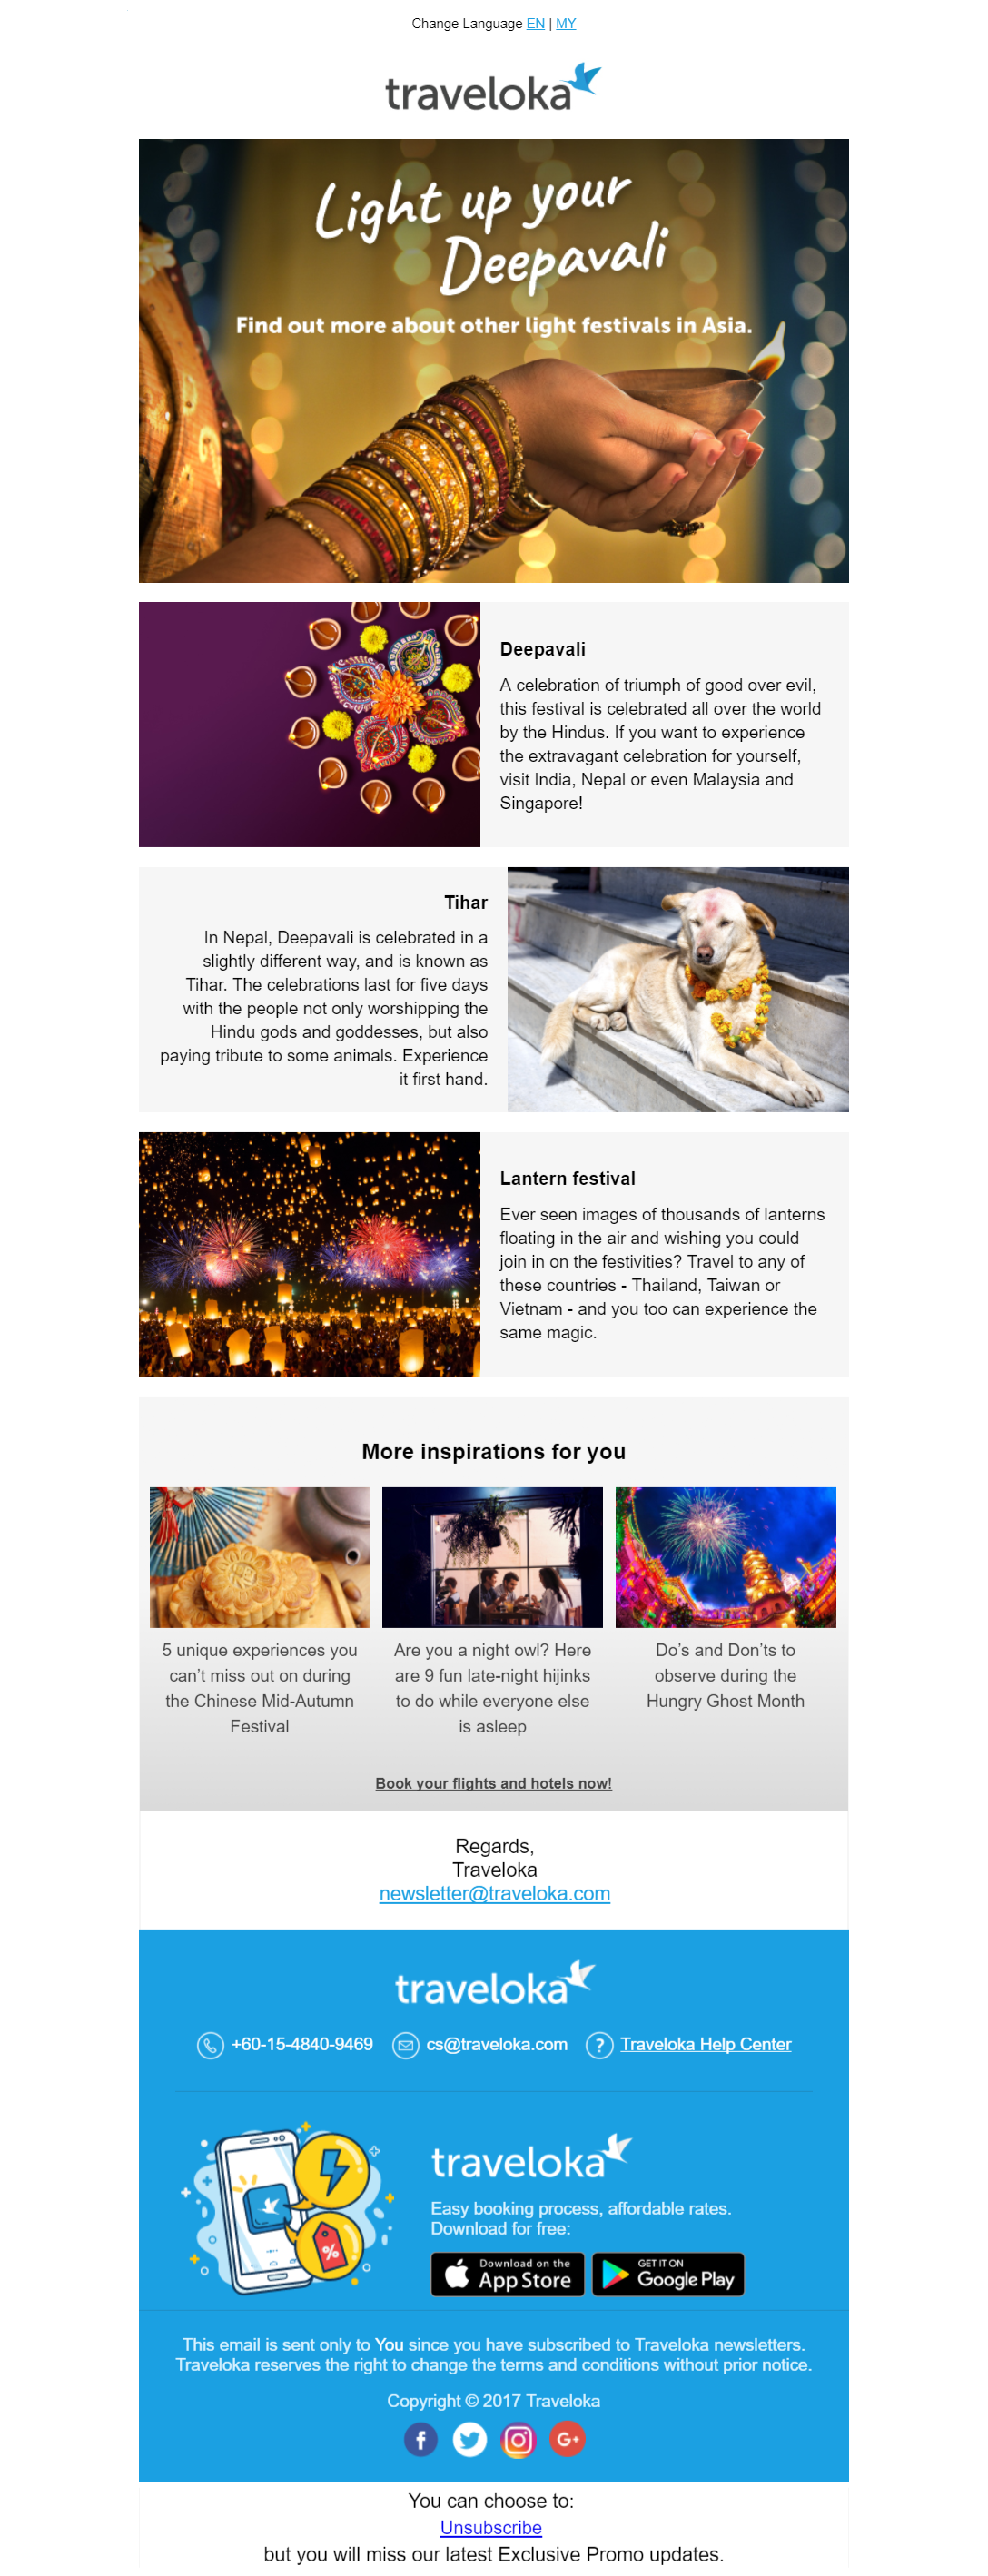 Change Language EN | MY
traveloka
Light up your
Deepavali
Find out more about other light festivals in Asia.
Deepavali
A celebration of triumph of good over evil,
this festival is celebrated all over the world
by the Hindus. If you want to experience
the extravagant celebration for yourself,
visit India, Nepal or even Malaysia and
Singapore!
Tihar
In Nepal, Deepavali is celebrated in a
slightly different way, and is known as
Tihar. The celebrations last for five days
with the people not only worshipping the
Hindu gods and goddesses, but also
paying tribute to some animals. Experience
it first hand.
Lantern festival
Ever seen images of thousands of lanterns
floating in the air and wishing you could
join in on the festivities? Travel to any of
these countries - Thailand, Taiwan or
Vietnam - and you too can experience the
same magic.
More inspirations for you
5 unique experiences you
can't miss out on during
the Chinese Mid-Autumn
Festival
Are you a night owl? Here
are 9 fun late-night hijinks
to do while everyone else
is asleep
Do's and Don'ts to
observe during the
Hungry Ghost Month
Book your flights and hotels now!
Regards,
Traveloka
newsletter@traveloka.com
traveloka
+60-15-4840-9469 cs@traveloka.com ? Traveloka Help Center
%
traveloka
Easy booking process, affordable rates.
Download for free:
Download on the
App Store
GET IT ON
Google Play
This email is sent only to You since you have subscribed to Traveloka newsletters.
Traveloka reserves the right to change the terms and conditions without prior notice.
Copyright © 2017 Traveloka
f G+
You can choose to:
Unsubscribe
but you will miss our latest Exclusive Promo updates.